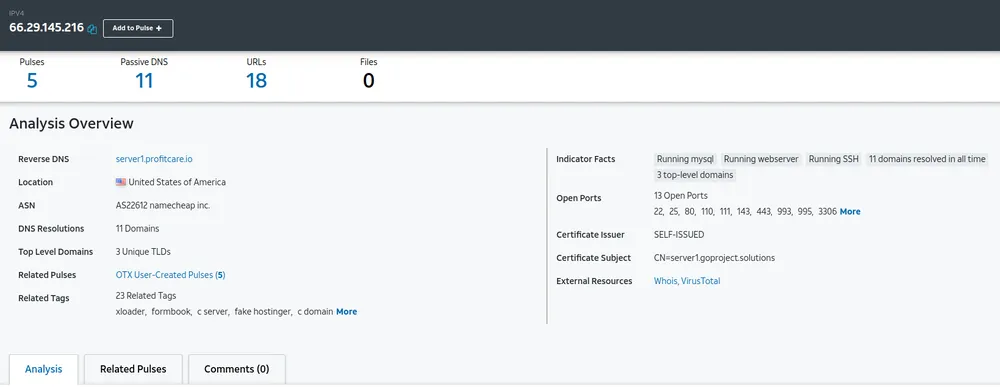 IPV4
66.29.145.216
Add to Pulse +
Pulses
5
Passive DNS
11
URLs
18
Files
0
Analysis Overview
Reverse DNS server1.profitcare.io
Location United States of America
ASN AS22612 namecheap inc.
DNS Resolutions 11 Domains
Top Level Domains 3 Unique TLDs
Related Pulses OTX User-Created Pulses (5)
Related Tags 23 Related Tags
xloader, formbook, c server, fake hostinger, c domain More
Indicator Facts Running mysql Running webserver Running SSH 11 domains resolved in all time
3 top-level domains
Open Ports 13 Open Ports
22, 25, 80, 110, 111, 143, 443, 993, 995, 3306 More
Certificate Issuer SELF-ISSUED
Certificate Subject CN=server1.goproject.solutions
External Resources Whois, VirusTotal
Analysis Related Pulses Comments (0)